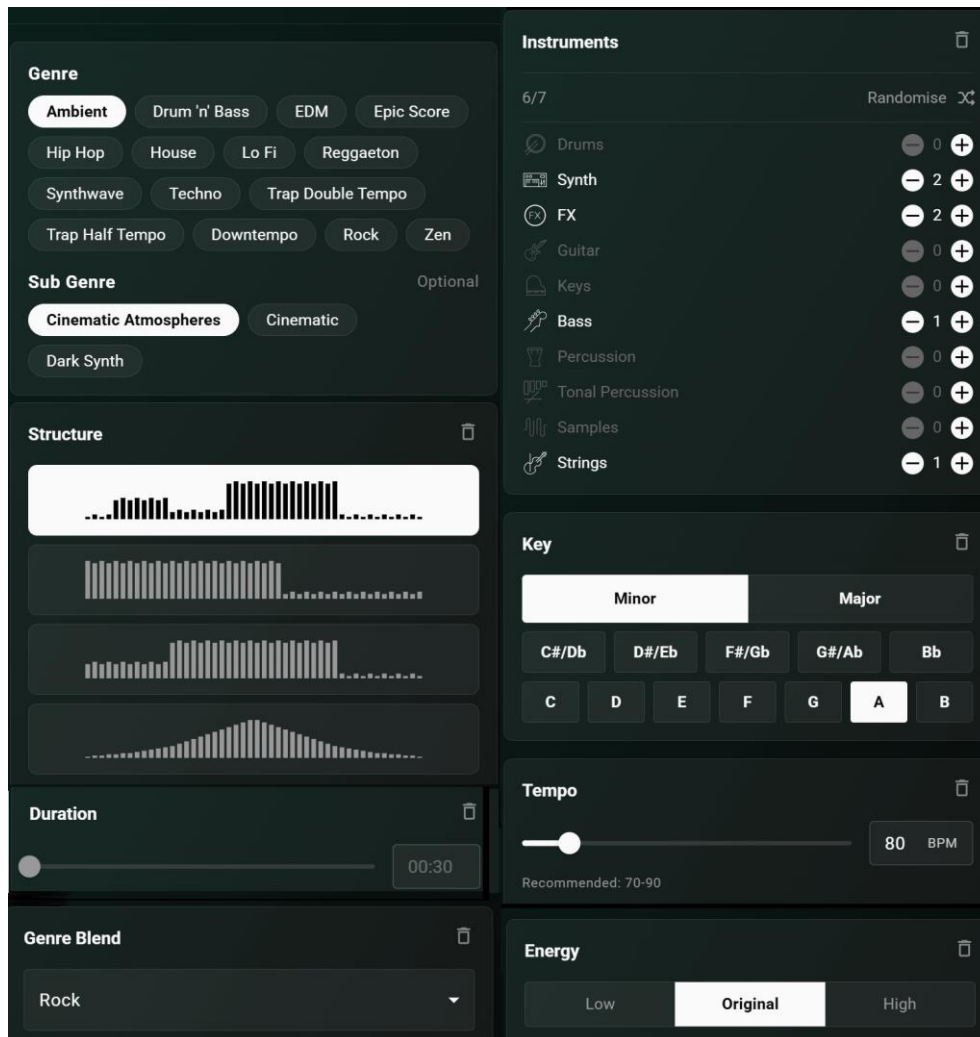 Genre
Ambient Drum 'n' Bass EDM Epic Score
Hip Hop House Lo Fi Reggaeton
Synthwave Techno Trap Double Tempo
Trap Half Tempo Downtempo Rock Zen
Sub Genre Optional
Cinematic Atmospheres Cinematic
Dark Synth
Structure
Duration
00:30
Genre Blend
Rock
Instruments
6/7 Randomise
Drums 0
Synth 2
FX FX 2
Guitar 0
Keys 0
Bass 1
Percussion 0
Tonal Percussion 0
Samples 0
Strings 1
Key
Minor Major
C#/Db D#/Eb F#/Gb G#/Ab Bb
C D E F G A B
Tempo
80 BPM
Recommended: 70-90
Energy
Low Original High